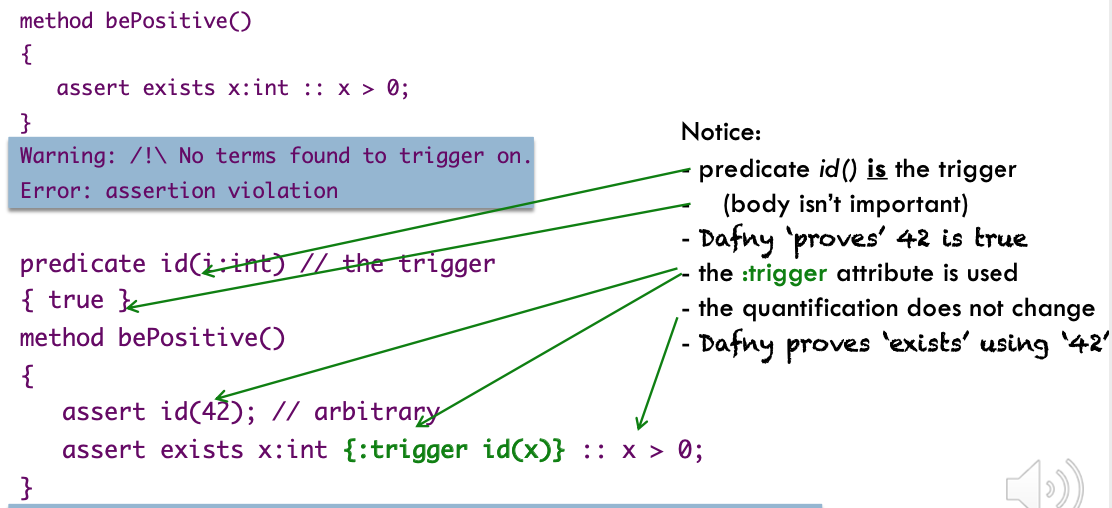 method bePositive()
{
assert exists x:int :: x > 0;
}
Warning: /!\ No terms found to trigger on.
Error: assertion violation
predicate id(i:int) // the trigger
{ true }
method bePositive()
{
assert id(42); // arbitrary
assert exists x:int {:trigger id(x)} :: x > 0;
}
Notice:
- predicate id() is the trigger
- (body isn’t important)
- Dafny ‘proves’ 42 is true
- the :trigger attribute is used
- the quantification does not change
- Dafny proves ‘exists’ using ‘42’